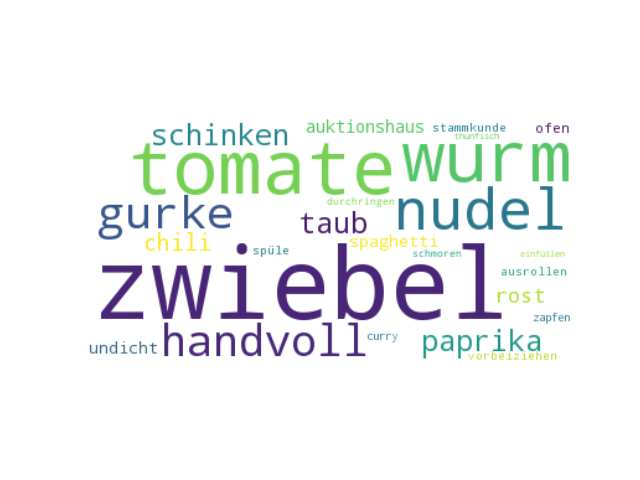 schinken auktionshaus stammkunde ofen
thunfisch
tomate wurm
gurke durchringen nudel
taub
chili spaghetti
spüle schmoren einfüllen
zwiebel ausrollen
rost
zapfen
undicht handvoll curry paprika
vorbeiziehen